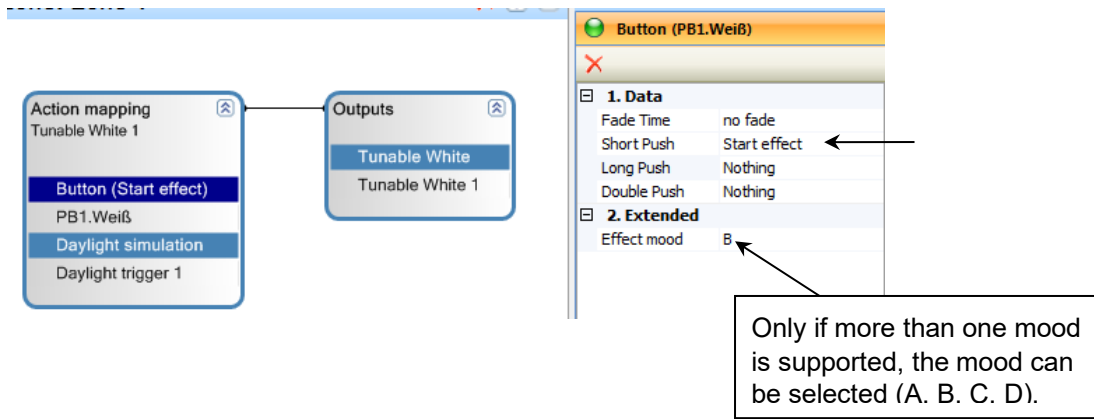 Button (PB1.Weiß)
Action mapping
Tunable White 1
Button (Start effect)
PB1.Weiß
Daylight simulation
Daylight trigger 1
Outputs
Tunable White
Tunable White 1
1. Data
Fade Time no fade
Short Push Start effect
Long Push Nothing
Double Push Nothing
2. Extended
Effect mood B
Only if more than one mood
is supported, the mood can
be selected (A, B, C, D).